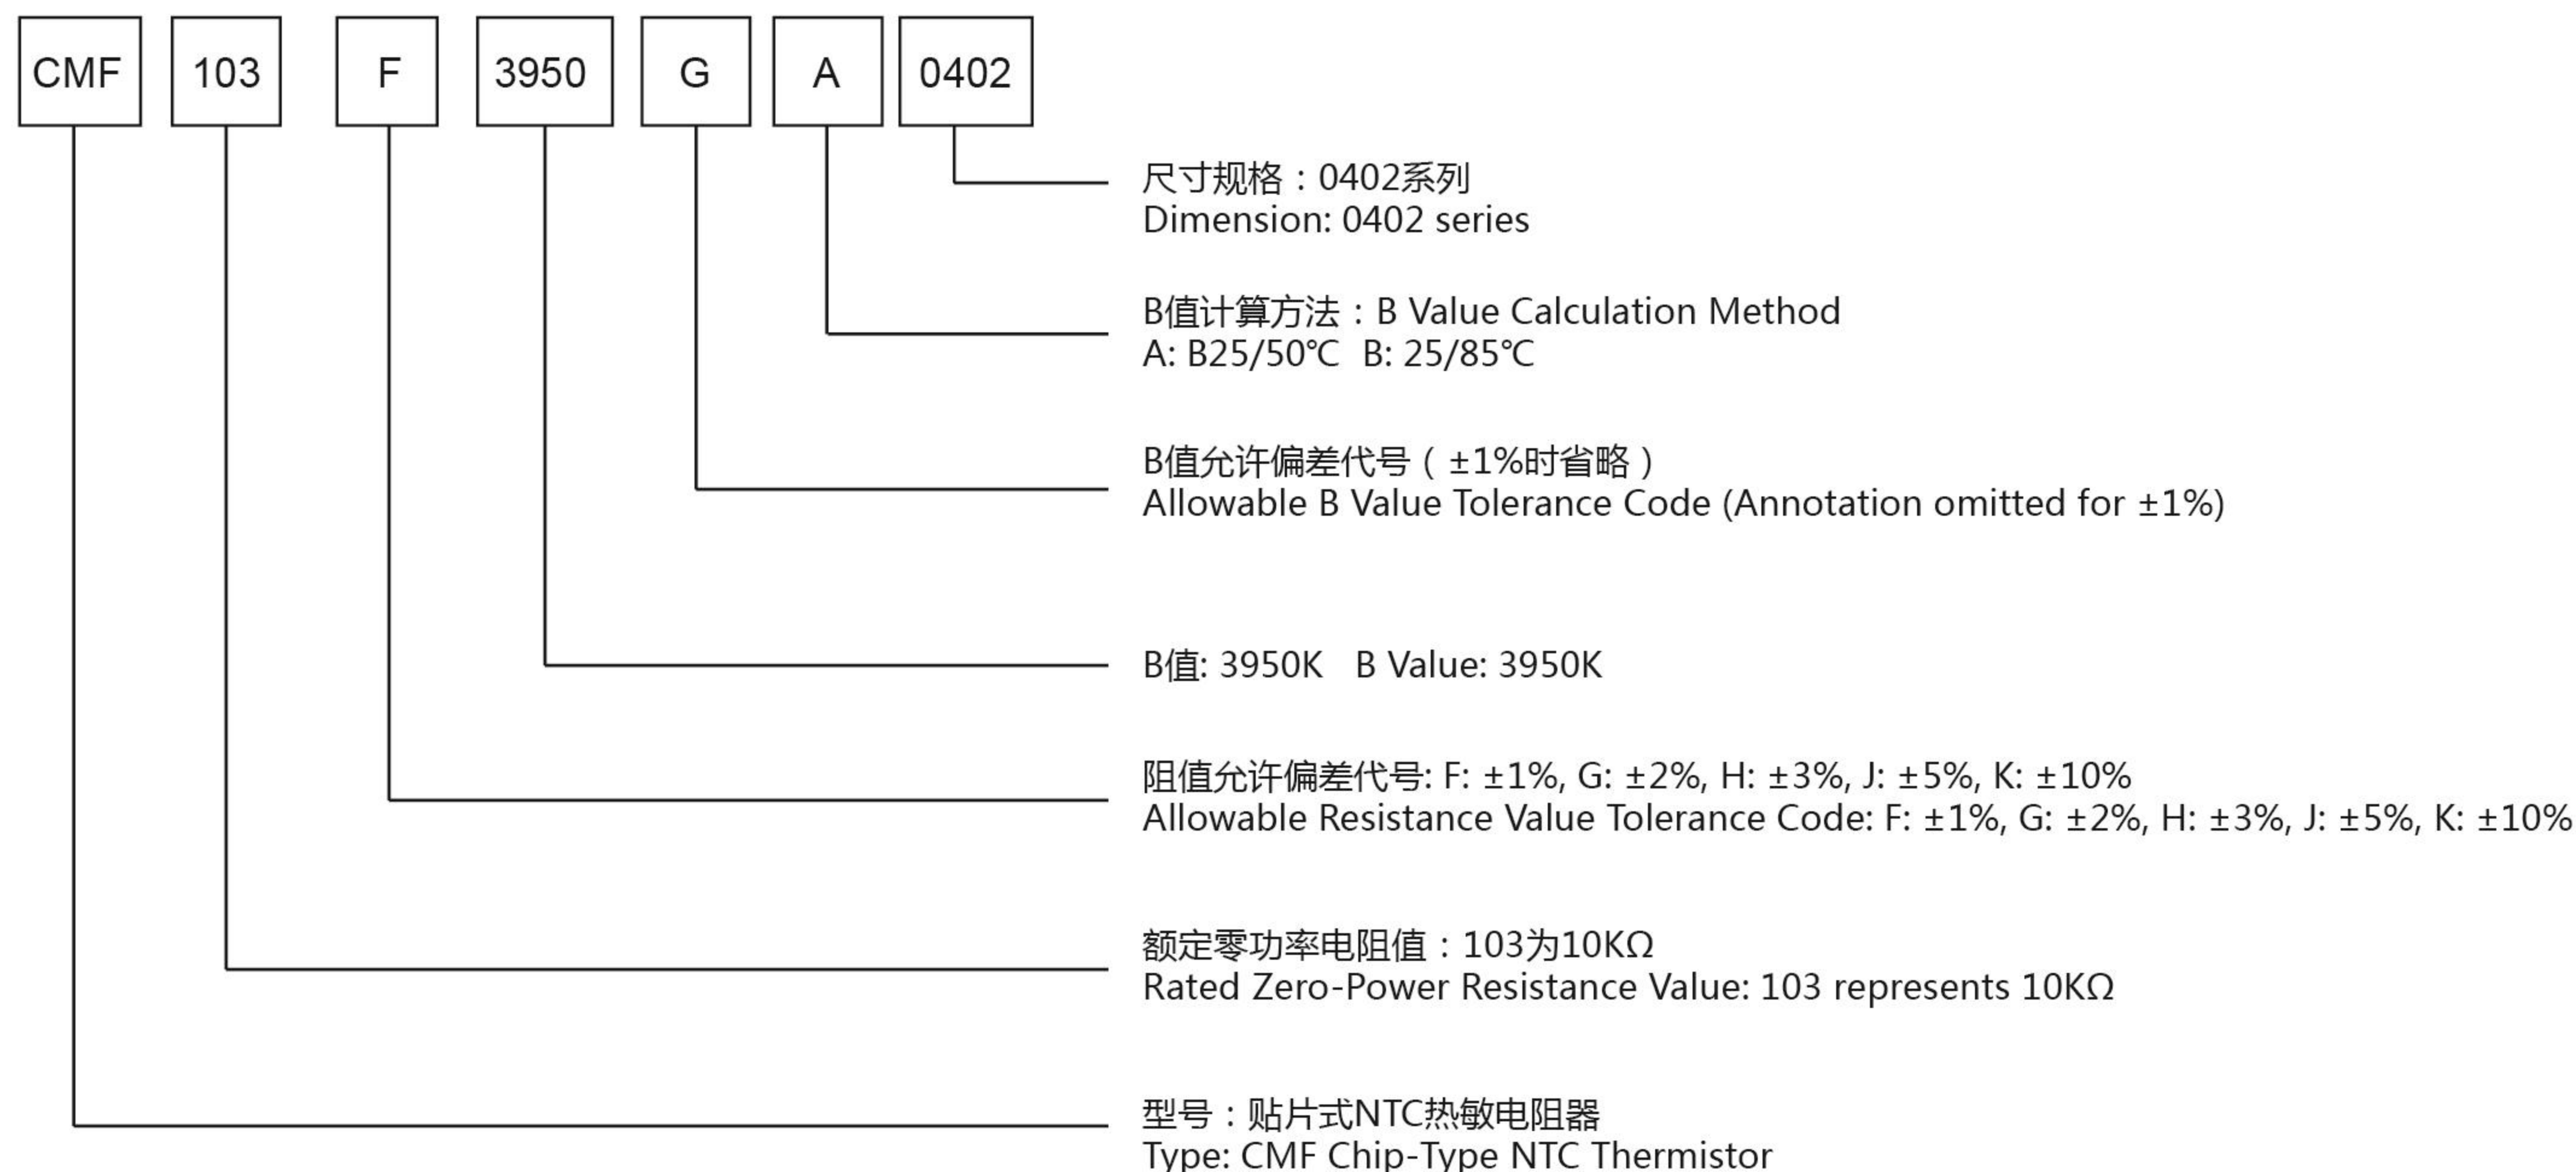 CMF 103 F 3950 G A 0402
尺寸规格：0402系列
Dimension: 0402 series
B值计算方法：B Value Calculation Method
A: B25/50℃  B: 25/85℃
B值允许偏差代号（±1%时省略）
Allowable B Value Tolerance Code (Annotation omitted for ±1%)
B值: 3950K   B Value: 3950K
阻值允许偏差代号: F: ±1%, G: ±2%, H: ±3%, J: ±5%, K: ±10%
Allowable Resistance Value Tolerance Code: F: ±1%, G: ±2%, H: ±3%, J: ±5%, K: ±10%
额定零功率电阻值：103为10KΩ
Rated Zero-Power Resistance Value: 103 represents 10KΩ
型号：贴片式NTC热敏电阻器
Type: CMF Chip-Type NTC Thermistor